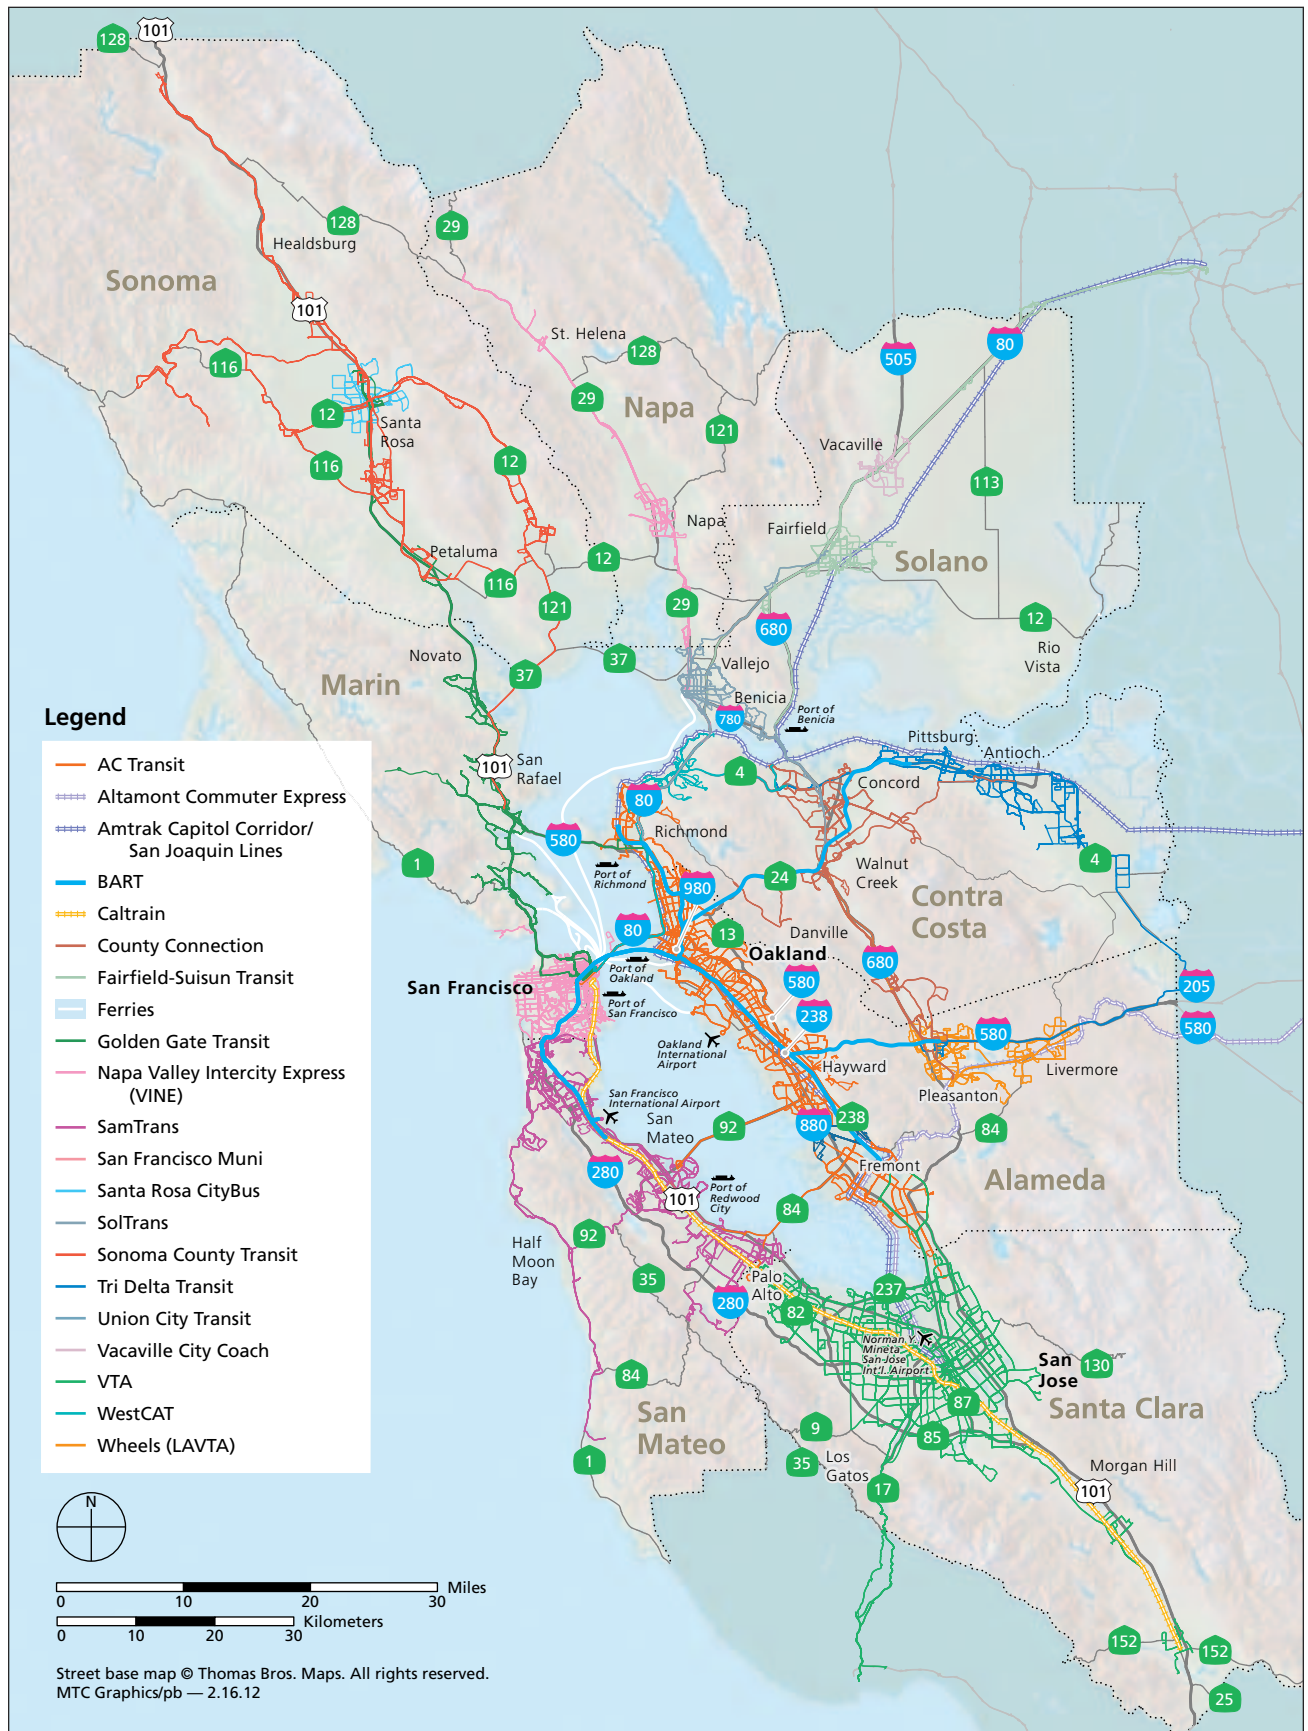 128
101
128
29
Healdsburg
Sonoma
101
St. Helena
128
505
80
116
29
Napa
12
Santa
Rosa
121
Vacaville
116
12
113
Napa
Fairfield
Solano
Petaluma
12
116
121
29
680
12
Rio
Vista
Novato
37
37
Vallejo
Marin
Benicia
780
Port of
Benicia
Legend
Pittsburg
Antioch
101
San
Rafael
4
Concord
80
Richmond
580
1
Port of
Richmond
980
24
Walnut
Creek
4
Contra
Costa
80
13
Danville
Oakland
680
Port of
Oakland
580
205
San Francisco
Port of
San Francisco
238
580
580
Oakland
International
Airport
Hayward
Livermore
Pleasanton
San Francisco
International Airport
San
Mateo
92
880
238
84
280
Fremont
Port of
Redwood
City
101
84
Alameda
92
Half
Moon
Bay
35
Palo
Alto
280
237
82
Norman Y.
Mineta
San Jose
Int'l. Airport
San
Jose
130
84
87
Santa Clara
San
Mateo
9
85
1
35
Los
Gatos
17
Morgan Hill
101
152
152
25
AC Transit
Altamont Commuter Express
Amtrak Capitol Corridor/
San Joaquin Lines
BART
Caltrain
County Connection
Fairfield-Suisun Transit
Ferries
Golden Gate Transit
Napa Valley Intercity Express
(VINE)
SamTrans
San Francisco Muni
Santa Rosa CityBus
SolTrans
Sonoma County Transit
Tri Delta Transit
Union City Transit
Vacaville City Coach
VTA
WestCAT
Wheels (LAVTA)
N
Miles
0 10 20 30
Kilometers
0 10 20 30
Street base map © Thomas Bros. Maps. All rights reserved.
MTC Graphics/pb — 2.16.12